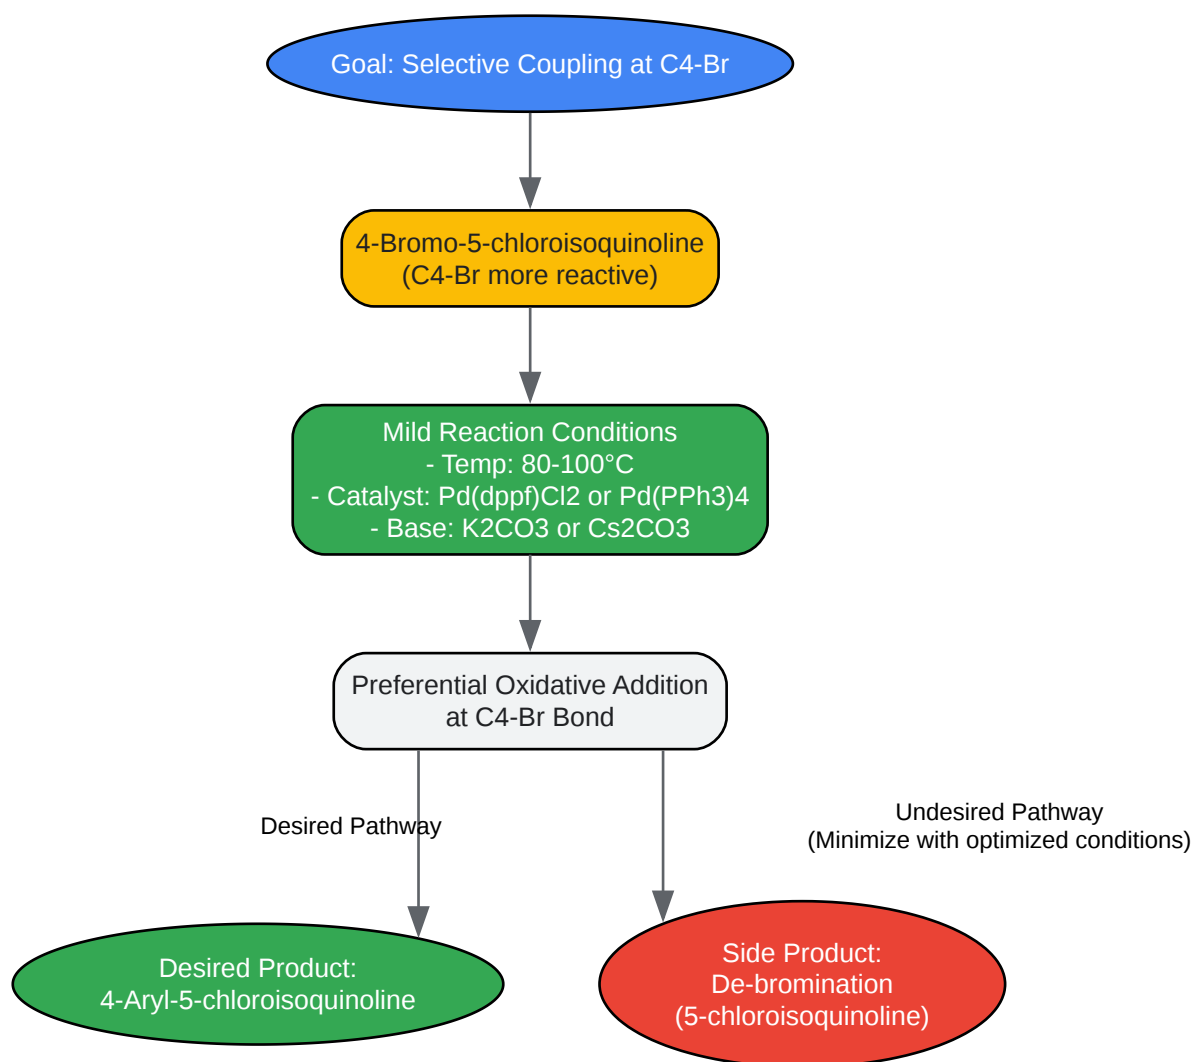 Goal: Selective Coupling at C4-Br
4-Bromo-5-chloroisoquinoline
(C4-Br more reactive)
Mild Reaction Conditions
- Temp: 80-100°C
- Catalyst: Pd(dppf)Cl2 or Pd(PPh3)4
- Base: K2CO3 or Cs2CO3
Preferential Oxidative Addition
at C4-Br Bond
Desired Pathway
Undesired Pathway
(Minimize with optimized conditions)
Desired Product:
4-Aryl-5-chloroisoquinoline
Side Product:
De-bromination
(5-chloroisoquinoline)